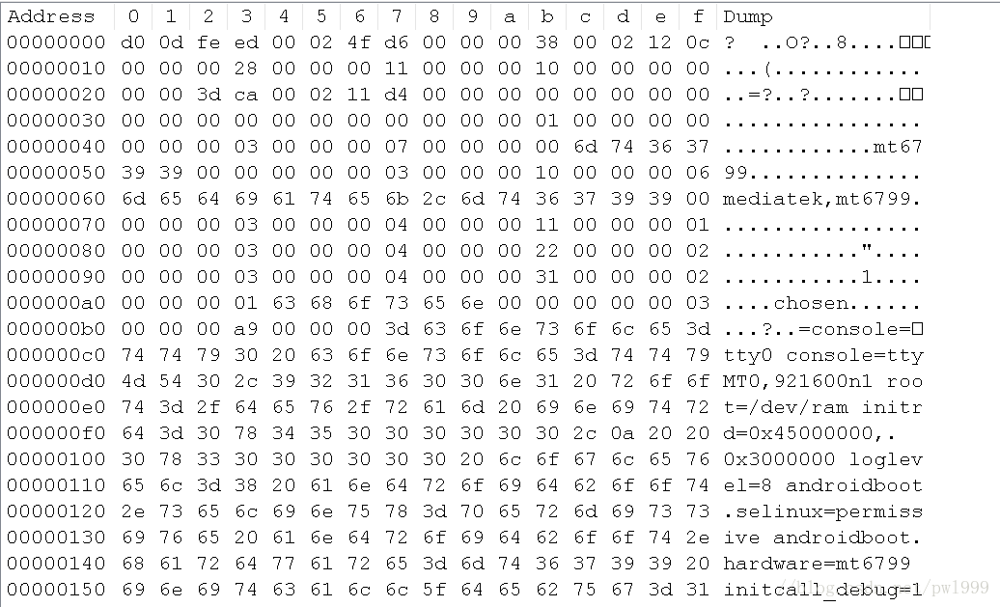 Address 0 1 2 3 4 5 6 7 8 9 a b c d e f Dump
00000000 d0 0d fe ed 00 02 4f d6 00 00 00 38 00 02 12 0c ? ..O?..8....□□□
00000010 00 00 00 28 00 00 00 11 00 00 00 10 00 00 00 00 ...(............
00000020 00 00 3d ca 00 02 11 d4 00 00 00 00 00 00 00 00 ..=?..?.......□□
00000030 00 00 00 00 00 00 00 00 00 00 00 01 00 00 00 00 ................
00000040 00 00 00 03 00 00 00 07 00 00 00 00 6d 74 36 37 ............mt67
00000050 39 39 00 00 00 00 00 03 00 00 00 10 00 00 00 06 99..............
00000060 6d 65 64 69 61 74 65 6b 2c 6d 74 36 37 39 39 00 mediatek,mt6799.
00000070 00 00 00 03 00 00 00 04 00 00 00 11 00 00 00 01 ................
00000080 00 00 00 03 00 00 00 04 00 00 00 22 00 00 00 02 ...........".…
00000090 00 00 00 03 00 00 00 04 00 00 00 31 00 00 00 02 ...........1....
000000a0 00 00 00 01 63 68 6f 73 65 6e 00 00 00 00 00 03 ....chosen......
000000b0 00 00 00 a9 00 00 00 3d 63 6f 6e 73 6f 6c 65 3d ...?..=console=□
000000c0 74 74 79 30 20 63 6f 6e 73 6f 6c 65 3d 74 74 79 tty0 console=tty
000000d0 4d 54 30 2c 39 32 31 36 30 30 6e 31 20 72 6f 6f MT0,921600n1 roo
000000e0 74 3d 2f 64 65 76 2f 72 61 6d 20 69 6e 69 74 72 t=/dev/ram initr
000000f0 64 3d 30 78 34 35 30 30 30 30 30 30 2c 0a 20 20 d=0x45000000,.
00000100 30 78 33 30 30 30 30 30 30 20 6c 6f 67 6c 65 76 0x3000000 loglev
00000110 65 6c 3d 38 20 61 6e 64 72 6f 69 64 62 6f 6f 74 el=8 androidboot
00000120 2e 73 65 6c 69 6e 75 78 3d 70 65 72 6d 69 73 73 .selinux=permiss
00000130 69 76 65 20 61 6e 64 72 6f 69 64 62 6f 6f 74 2e ive androidboot.
00000140 68 61 72 64 77 61 72 65 3d 6d 74 36 37 39 39 20 hardware=mt6799
00000150 69 6e 69 74 63 61 6c 6c 5f 64 65 62 75 67 3d 31 initcall_debug=1